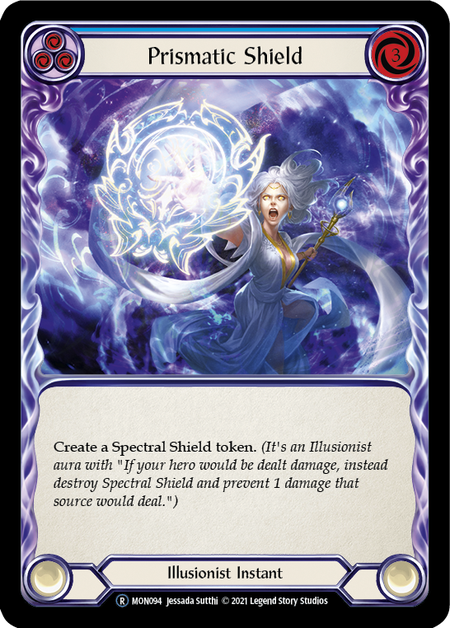 Prismatic Shield
3
Create a Spectral Shield token. (It's an Illusionist
aura with "If your hero would be dealt damage, instead
destroy Spectral Shield and prevent 1 damage that
source would deal.")
Illusionist Instant
R MON094 Jessada Sutthi © 2021 Legend Story Studios